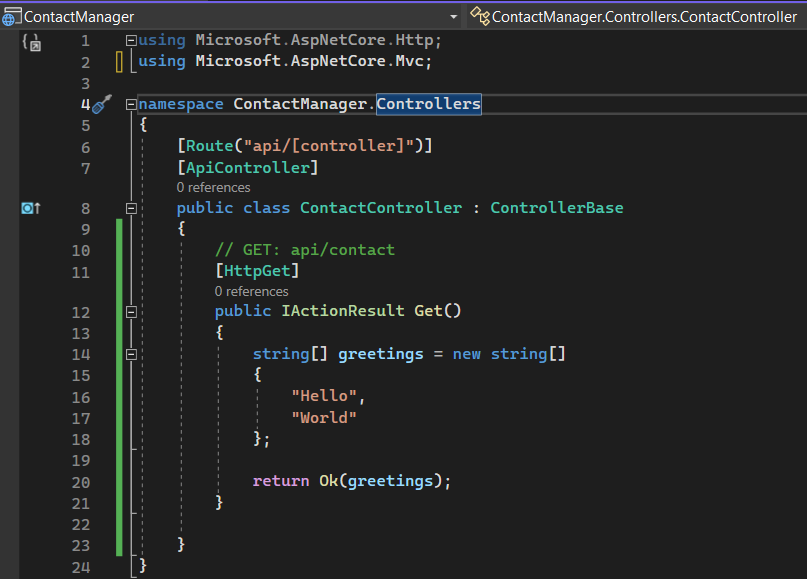 ContactManager ContactManager.Controllers.ContactController
1 using Microsoft.AspNetCore.Http;
2 using Microsoft.AspNetCore.Mvc;
3
4 namespace ContactManager.Controllers
5 {
6 [Route("api/[controller]")]
7 [ApiController]
0 references
8 public class ContactController : ControllerBase
9 {
10 // GET: api/contact
11 [HttpGet]
0 references
12 public IActionResult Get()
13 {
14 string[] greetings = new string[]
15 {
16 "Hello",
17 "World"
18 };
19
20 return Ok(greetings);
21 }
22
23 }
24 }